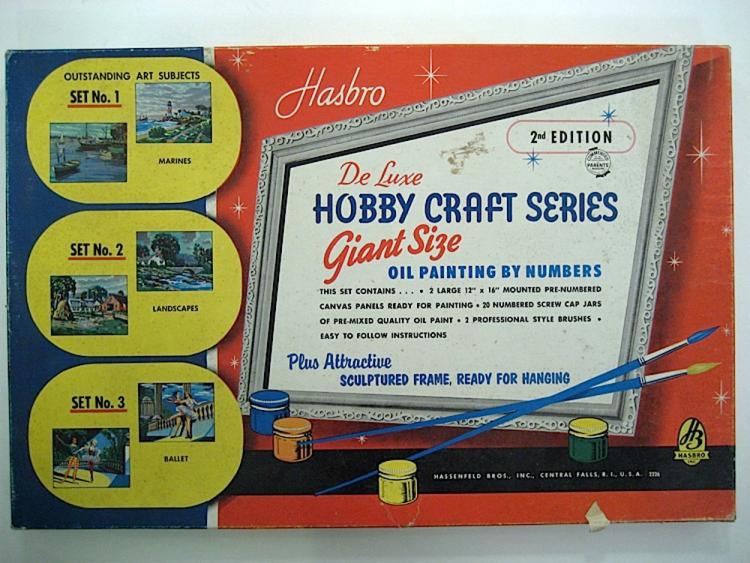 OUTSTANDING ART SUBJECTS
SET No. 1
MARINES
SET No. 2
LANDSCAPES
SET No. 3
BALLET
Hasbro
2nd EDITION
PARENTS
De Luxe
HOBBY CRAFT SERIES
Giant Size
OIL PAINTING BY NUMBERS
THIS SET CONTAINS . . . • 2 LARGE 12" x 16" MOUNTED PRE-NUMBERED
CANVAS PANELS READY FOR PAINTING • 20 NUMBERED SCREW CAP JARS
OF PRE-MIXED QUALITY OIL PAINT • 2 PROFESSIONAL STYLE BRUSHES •
EASY TO FOLLOW INSTRUCTIONS
Plus Attractive
SCULPTURED FRAME, READY FOR HANGING
HB
HASBRO
INC
HASSENFELD BROS., INC., CENTRAL FALLS, R. I., U. S. A. 2226